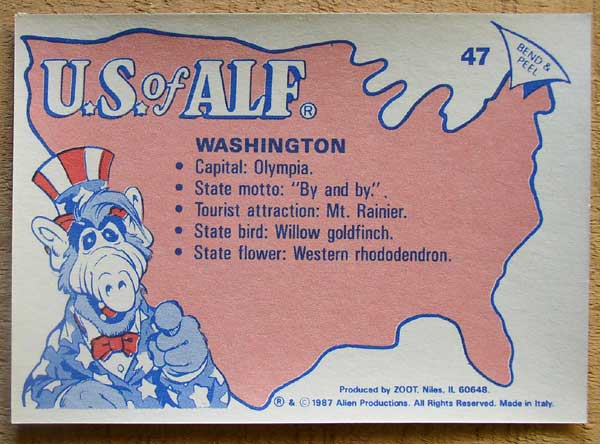 U.S. of ALF®
47
BEND &
PEEL
WASHINGTON
• Capital: Olympia.
• State motto: "By and by.".
• Tourist attraction: Mt. Rainier.
• State bird: Willow goldfinch.
• State flower: Western rhododendron.
Produced by ZOOT, Niles, IL 60648.
® & ©1987 Alien Productions. All Rights Reserved. Made in Italy.